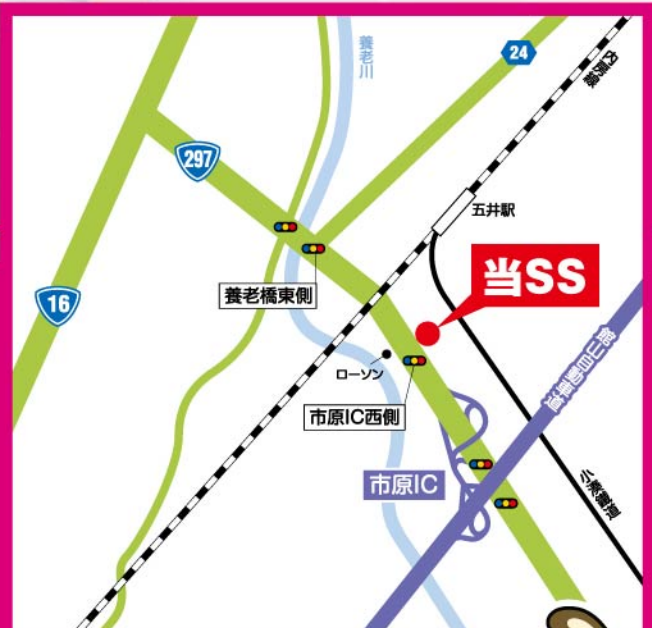 養老川
24
内房線
297
五井駅
当SS
養老橋東側
16
ローソン
館山自動車道
市原IC西側
市原IC
小湊鐵道